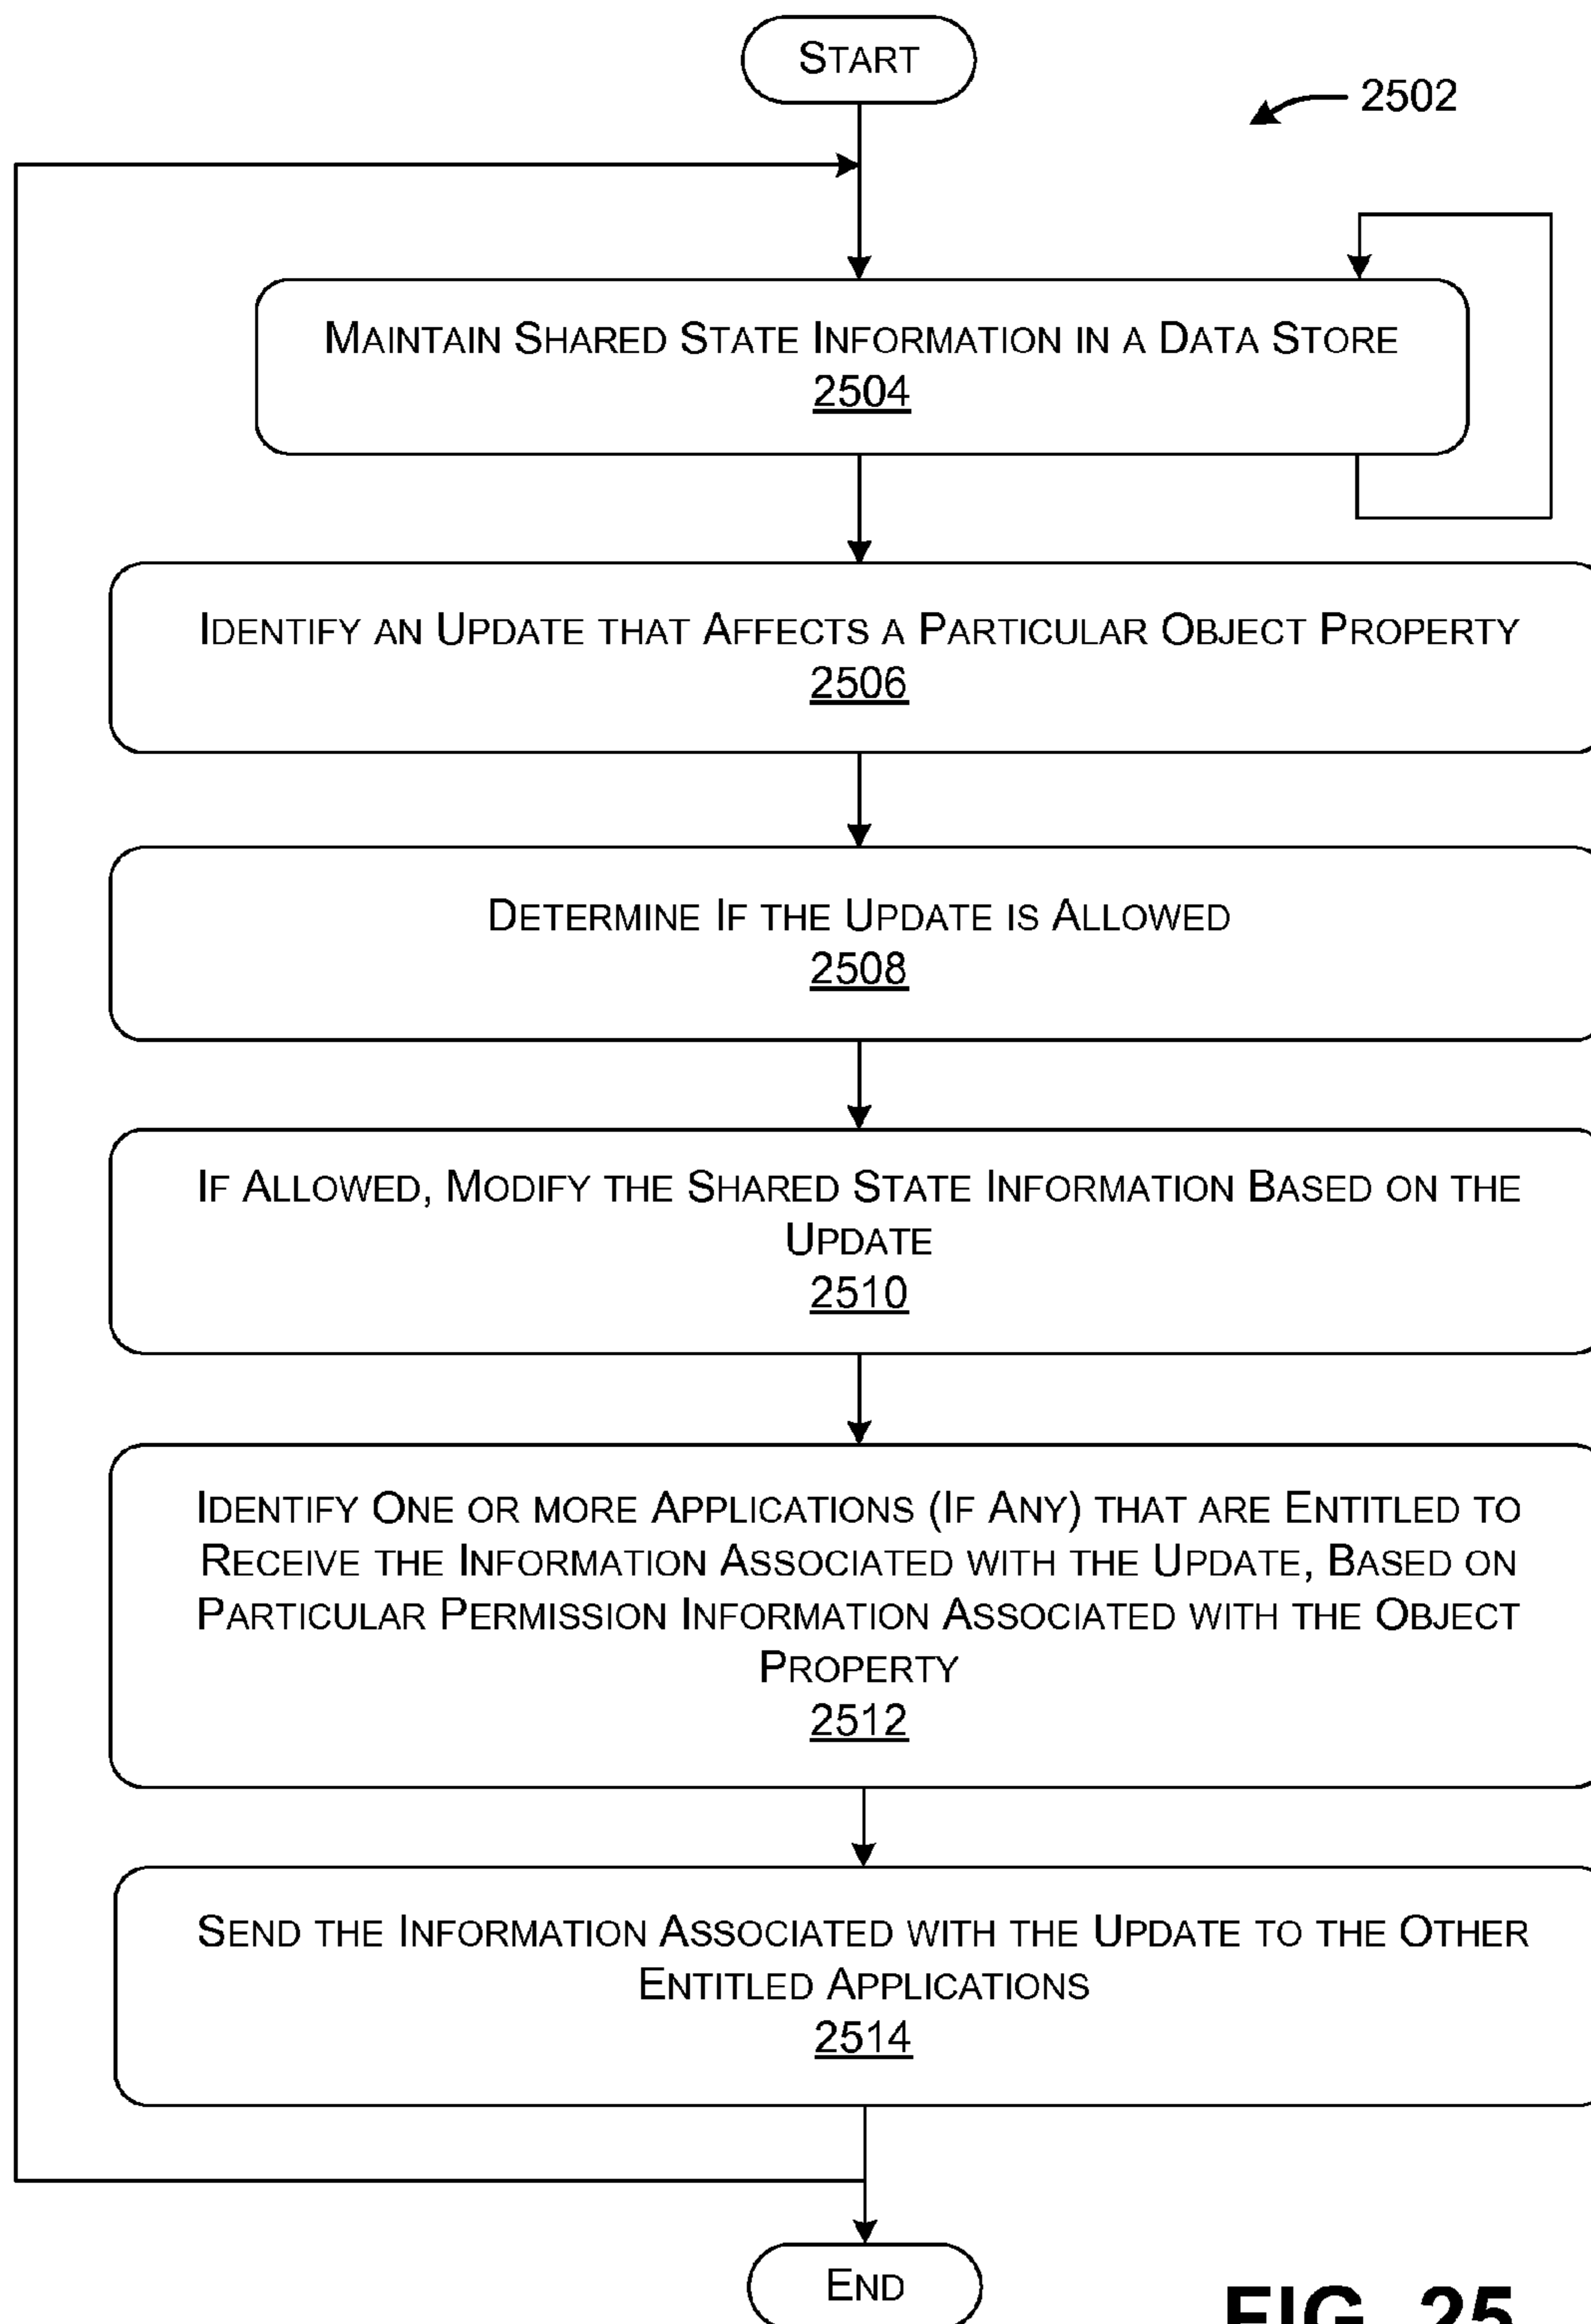 START
2502
MAINTAIN SHARED STATE INFORMATION IN A DATA STORE
2504
IDENTIFY AN UPDATE THAT AFFECTS A PARTICULAR OBJECT PROPERTY
2506
DETERMINE IF THE UPDATE IS ALLOWED
2508
IF ALLOWED, MODIFY THE SHARED STATE INFORMATION BASED ON THE
UPDATE
2510
IDENTIFY ONE OR MORE APPLICATIONS (IF ANY) THAT ARE ENTITLED TO
RECEIVE THE INFORMATION ASSOCIATED WITH THE UPDATE, BASED ON
PARTICULAR PERMISSION INFORMATION ASSOCIATED WITH THE OBJECT
PROPERTY
2512
SEND THE INFORMATION ASSOCIATED WITH THE UPDATE TO THE OTHER
ENTITLED APPLICATIONS
2514
END
FIG. 25